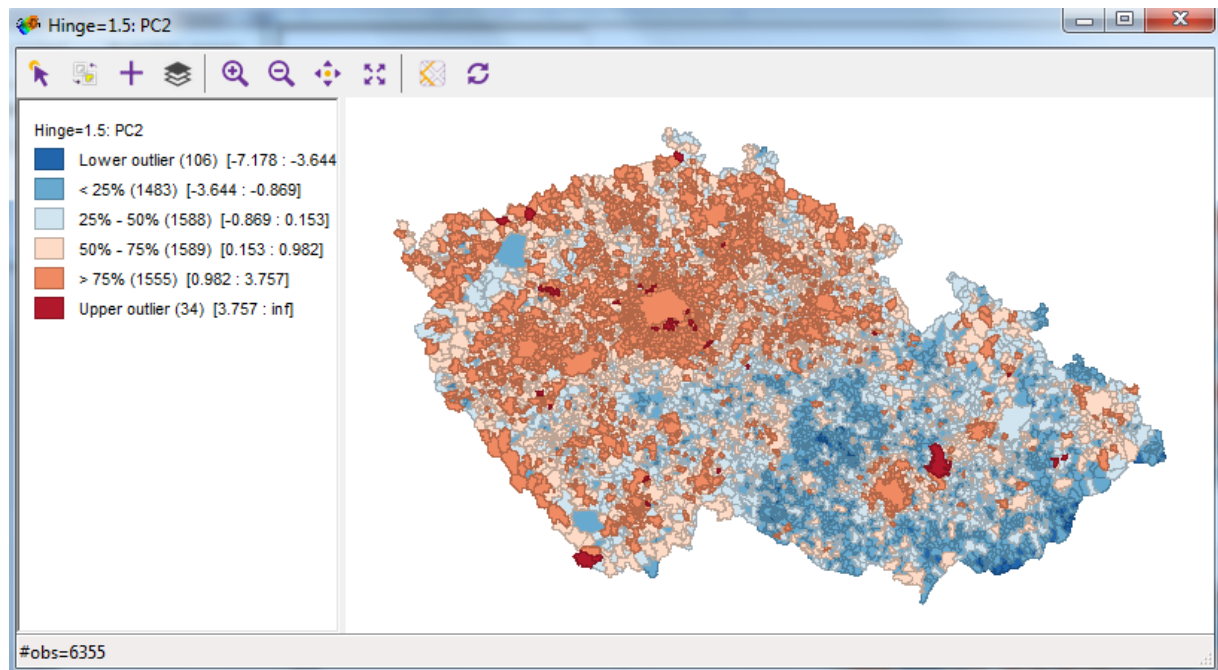 Hinge=1.5: PC2
Hinge=1.5: PC2
Lower outlier (106) [-7.178 : -3.644
< 25% (1483) [-3.644 : -0.869]
25% - 50% (1588) [-0.869 : 0.153]
50% - 75% (1589) [0.153 : 0.982]
> 75% (1555) [0.982 : 3.757]
Upper outlier (34) [3.757 : inf]
#obs=6355